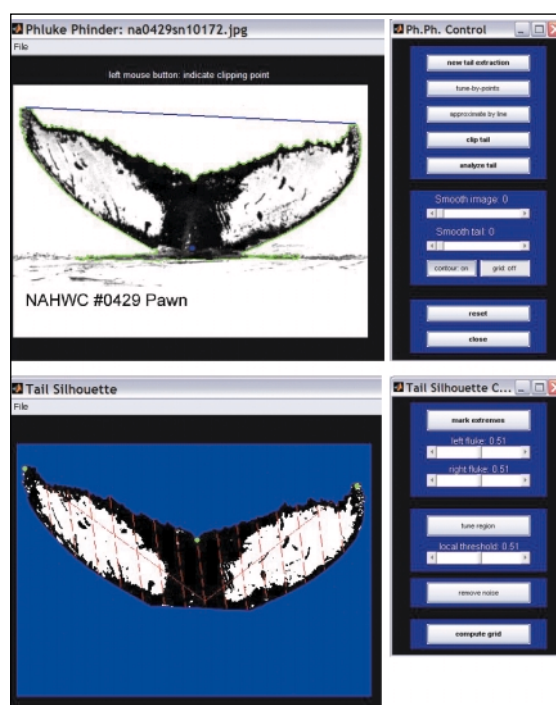 Phluke Phinder: na0429sn10172.jpg
File
left mouse button: indicate clipping point
NAHWC #0429 Pawn
Ph.Ph. Control
new tail extraction
tune-by-points
approximate by line
clip tail
analyze tail
Smooth image: 0
Smooth tail: 0
contour: on
grid: off
reset
close
Tail Silhouette
File
Tail Silhouette C...
mark extremes
left fluke: 0.51
right fluke: 0.51
tune region
local threshold: 0.51
remove noise
compute grid